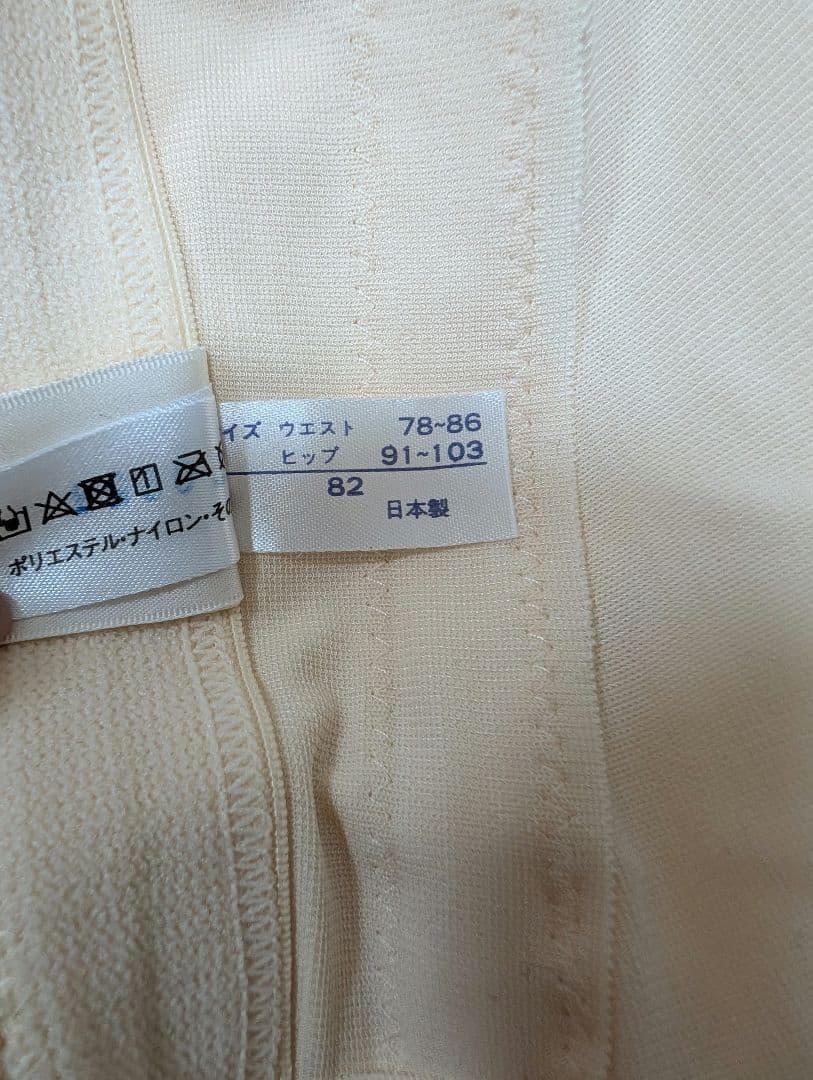 イズ ウエスト 78~86
ヒップ 91~103
82
日本製
ポリエステル・ナイロン・その